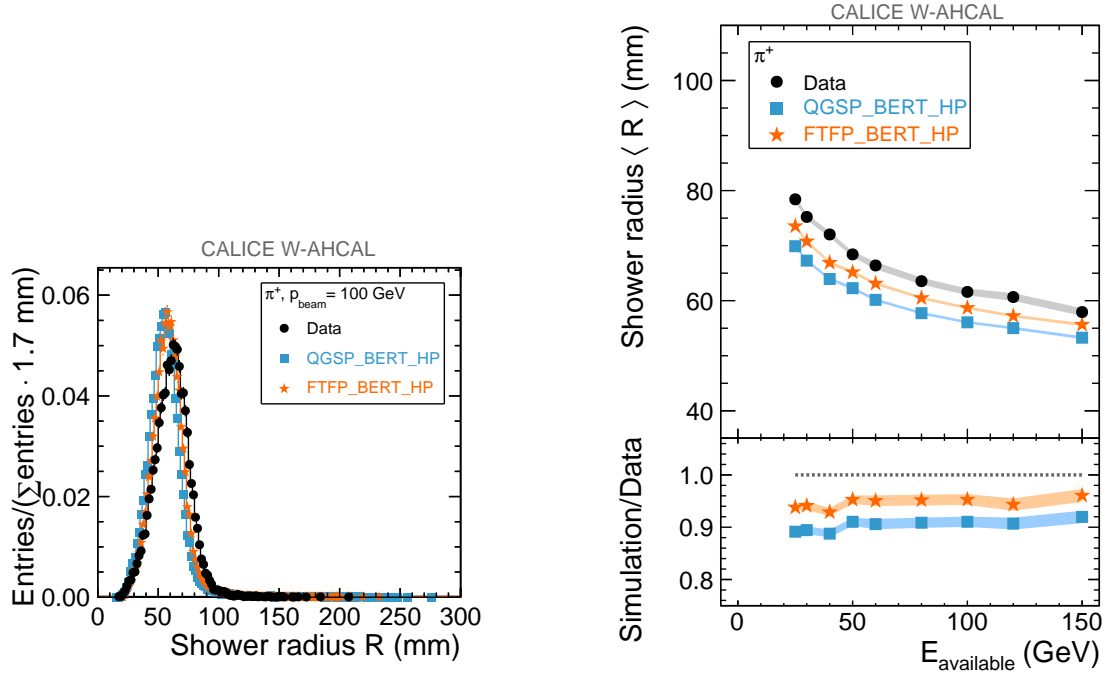 CALICE W-AHCAL
Entries/(∑entries · 1.7 mm)
0.06
0.04
0.02
0.00
π+, p_beam = 100 GeV
Data
QGSP_BERT_HP
FTFP_BERT_HP
0 50 100 150 200 250 300
Shower radius R (mm)
CALICE W-AHCAL
Shower radius ⟨ R ⟩ (mm)
100
80
60
40
π+
Data
QGSP_BERT_HP
FTFP_BERT_HP
Simulation/Data
1.0
0.9
0.8
0 50 100 150
E_available (GeV)